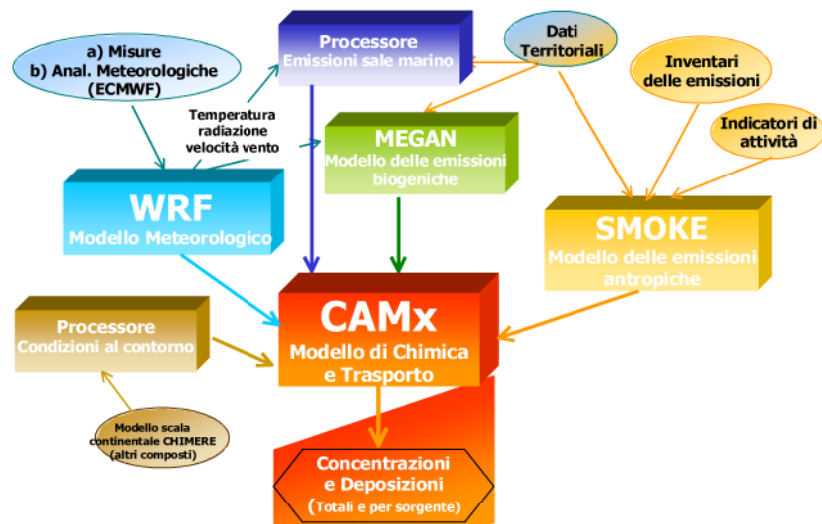 a) Misure
b) Anal. Meteorologiche
(ECMWF)
Processore
Emissioni sale marino
Dati
Territoriali
Inventari
delle emissioni
Indicatori di
attività
Temperatura
radiazione
velocità vento
MEGAN
Modello delle emissioni
biogeniche
WRF
Modello Meteorologico
SMOKE
Modello delle emissioni
antropiche
Processore
Condizioni al contorno
CAMx
Modello di Chimica
e Trasporto
Modello scala
continentale CHIMERE
(altri composti)
Concentrazioni
e Deposizioni
(Totali e per sorgente)